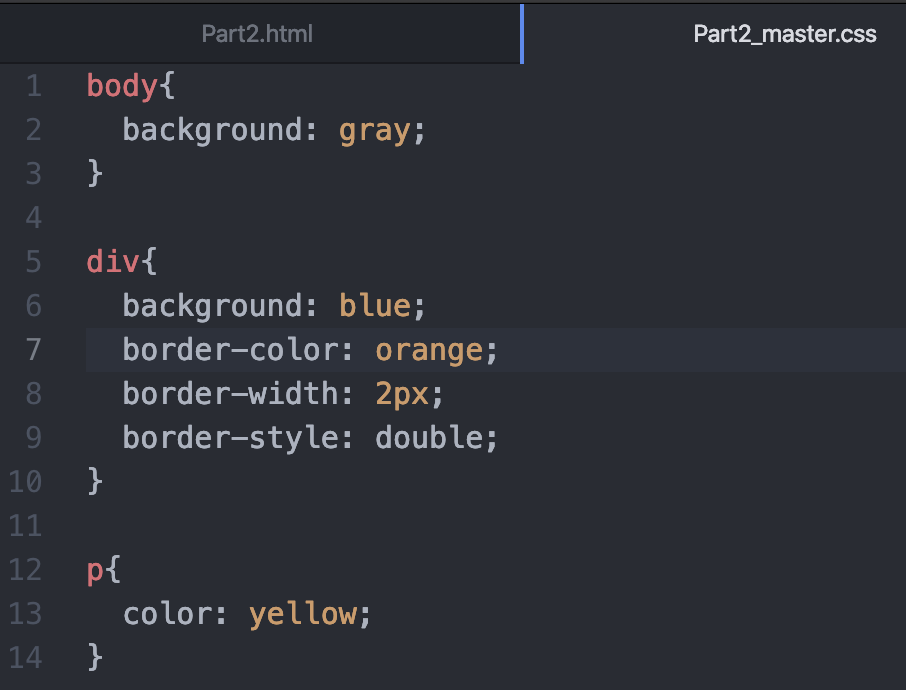 Part2.html Part2_master.css
1 body{
2   background: gray;
3 }
4
5 div{
6   background: blue;
7   border-color: orange;
8   border-width: 2px;
9   border-style: double;
10 }
11
12 p{
13   color: yellow;
14 }